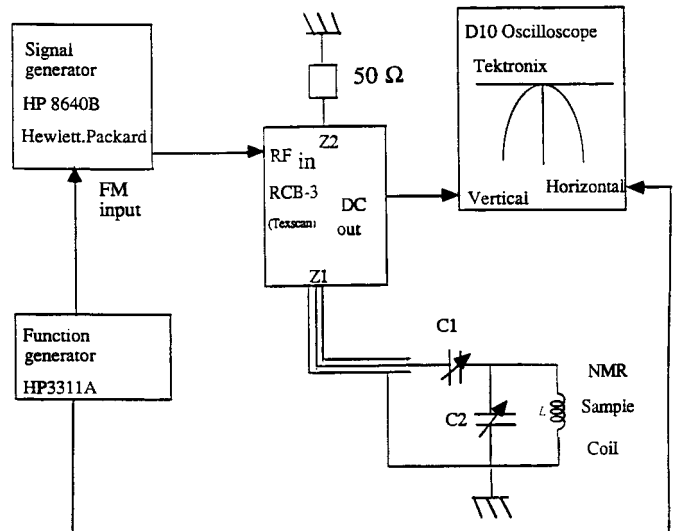 Signal
generator
HP 8640B
Hewlett.Packard
FM
input
50 Ω
Z2
RF in
RCB-3
(Texscan)
DC
out
Z1
D10 Oscilloscope
Tektronix
Horizontal
Vertical
Function
generator
HP3311A
C1
C2
L
NMR
Sampie
Coil